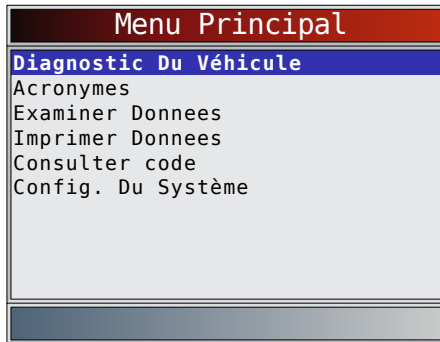 Menu Principal
Diagnostic Du Véhicule
Acronymes
Examiner Donnees
Imprimer Donnees
Consulter code
Config. Du Système